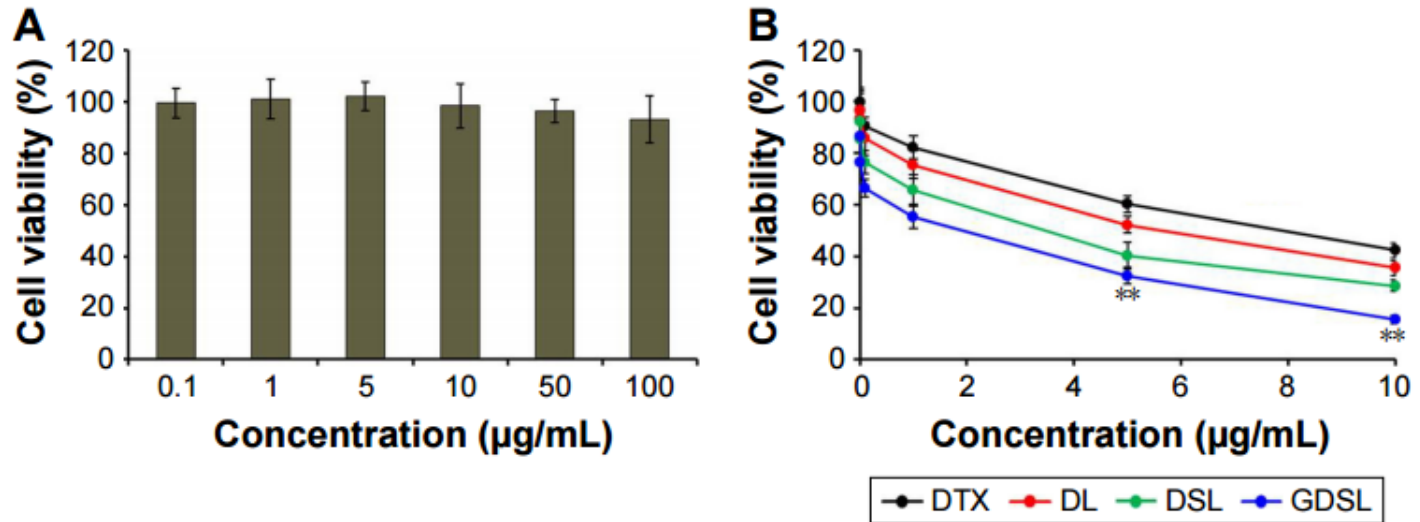 A
Cell viability (%)
120
100
80
60
40
20
0
0.1 1 5 10 50 100
Concentration (µg/mL)
B
Cell viability (%)
120
100
80
60
40
20
0
**
**
0 2 4 6 8 10
Concentration (µg/mL)
DTX DL DSL GDSL